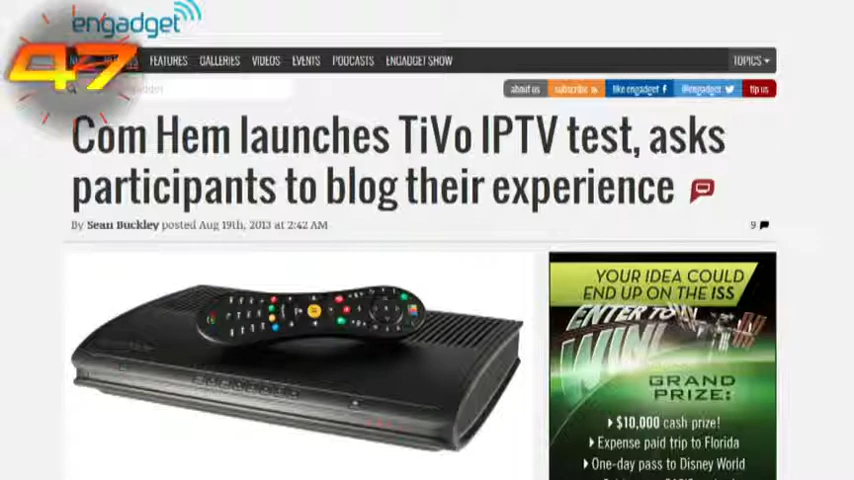 engadget
47
FEATURES GALLERIES VIDEOS EVENTS PODCASTS ENGADGET SHOW TOPICS
about us subscribe like engadget f @engadget tip us
Com Hem launches TiVo IPTV test, asks
participants to blog their experience
By Sean Buckley posted Aug 19th, 2013 at 2:42 AM
9
YOUR IDEA COULD
END UP ON THE ISS
ENTER TO
WIN!
GRAND
PRIZE:
$10,000 cash prize!
Expense paid trip to Florida
One-day pass to Disney World